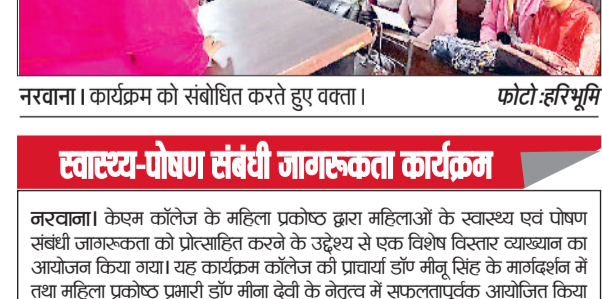 नरवाना। कार्यक्रम को संबोधित करते हुए वक्ता। फोटो :हरिभूमि
स्वास्थ्य-पोषण संबंधी जागरूकता कार्यक्रम
नरवाना। केएम कॉलेज के महिला प्रकोष्ठ द्वारा महिलाओं के स्वास्थ्य एवं पोषण
संबंधी जागरूकता को प्रोत्साहित करने के उद्देश्य से एक विशेष विस्तार व्याख्यान का
आयोजन किया गया। यह कार्यक्रम कॉलेज की प्राचार्या डॉण् मीनू सिंह के मार्गदर्शन में
तथा महिला प्रकोष्ठ प्रभारी डॉण् मीना देवी के नेतृत्व में सफलतापूर्वक आयोजित किया